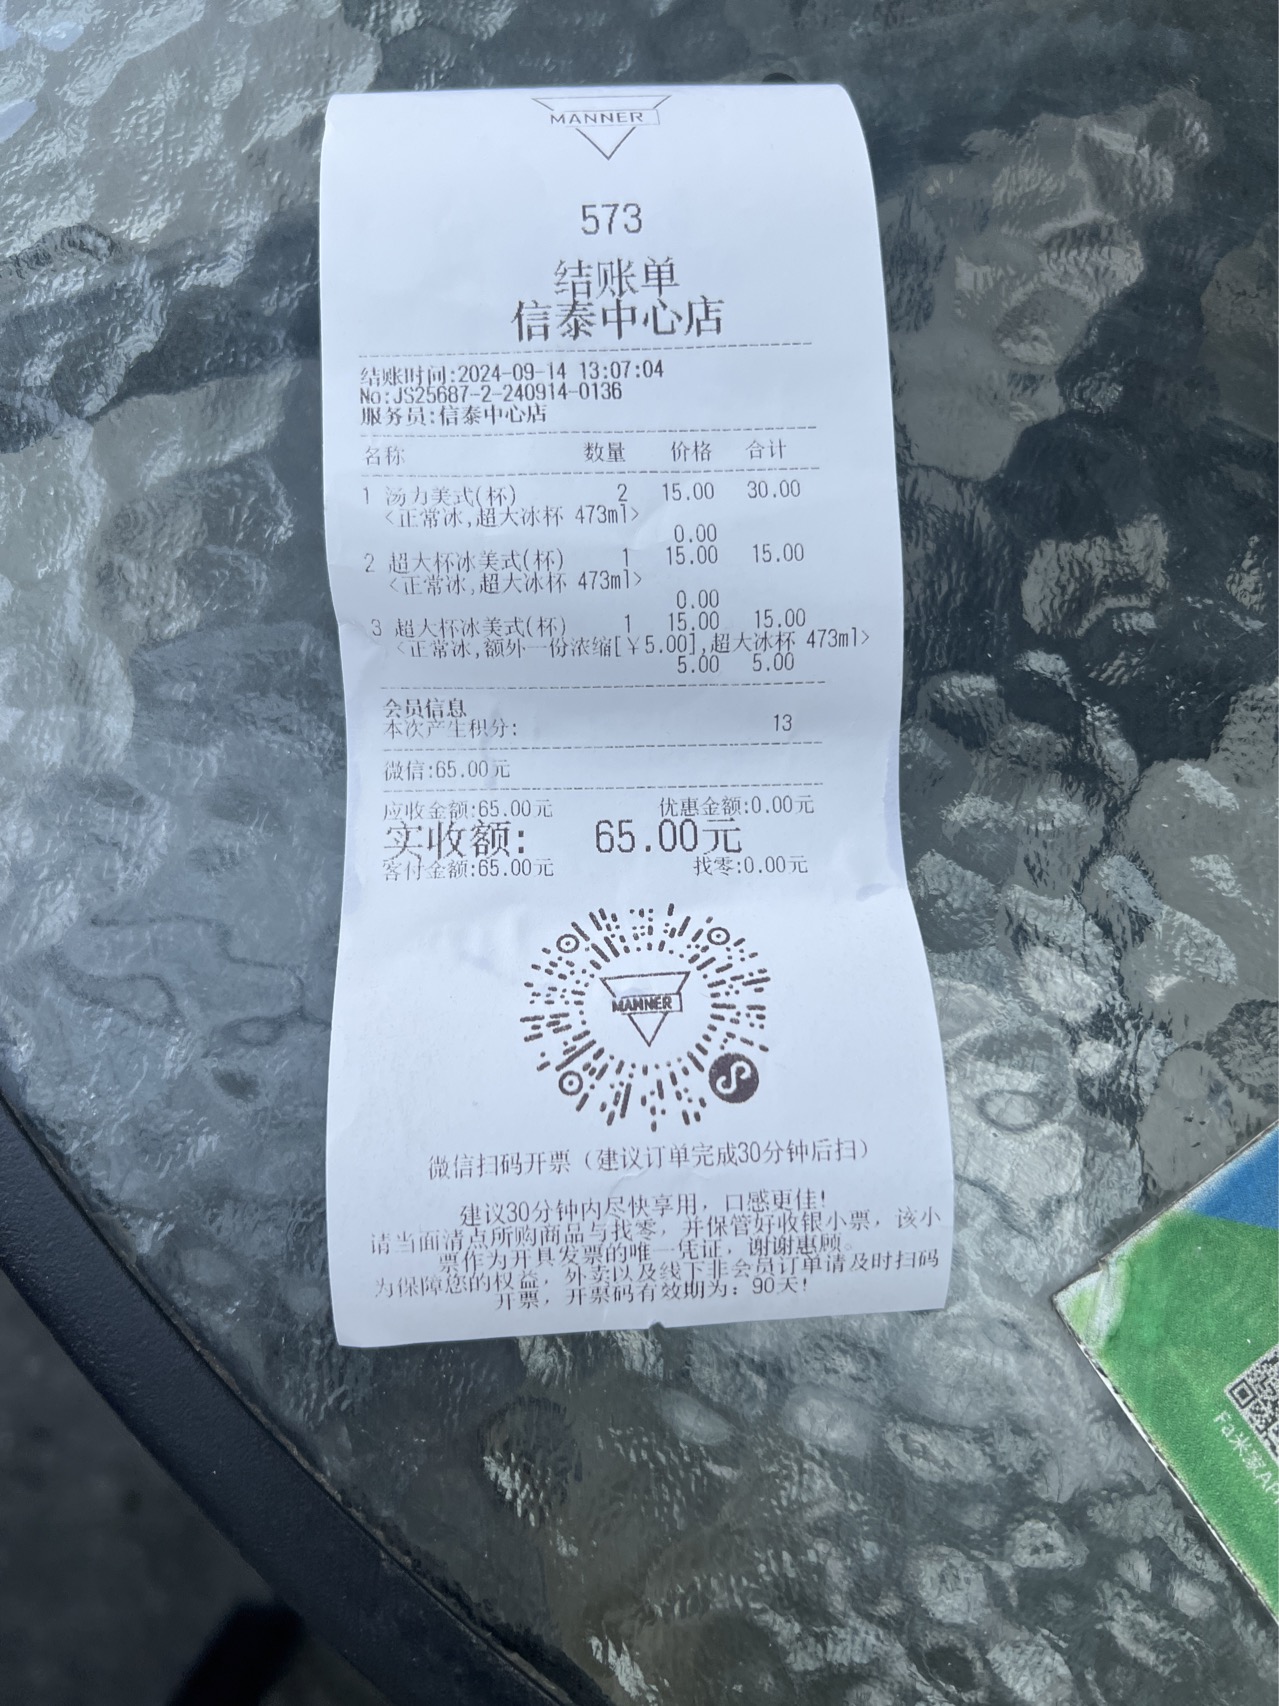 MANNER
573
结账单
信泰中心店
结账时间:2024-09-14 13:07:04
No:JS25687-2-240914-0136
服务员:信泰中心店
名称 数量 价格 合计
1 汤力美式(杯) 2 15.00 30.00
<正常冰,超大冰杯 473ml>
0.00
2 超大杯冰美式(杯) 1 15.00 15.00
<正常冰,超大冰杯 473ml>
0.00
3 超大杯冰美式(杯) 1 15.00 15.00
<正常冰,额外一份浓缩[￥5.00],超大冰杯 473ml>
5.00 5.00
会员信息
本次产生积分: 13
微信:65.00元
应收金额:65.00元 优惠金额:0.00元
实收额: 65.00元
客付金额:65.00元 找零:0.00元
MANNER
微信扫码开票（建议订单完成30分钟后扫）
建议30分钟内尽快享用，口感更佳！
请当面清点所购商品与找零，并保管好收银小票，该小
票作为开具发票的唯一凭证，谢谢惠顾。
为保障您的权益，外卖以及线下非会员订单请及时扫码
开票，开票码有效期为：90天！